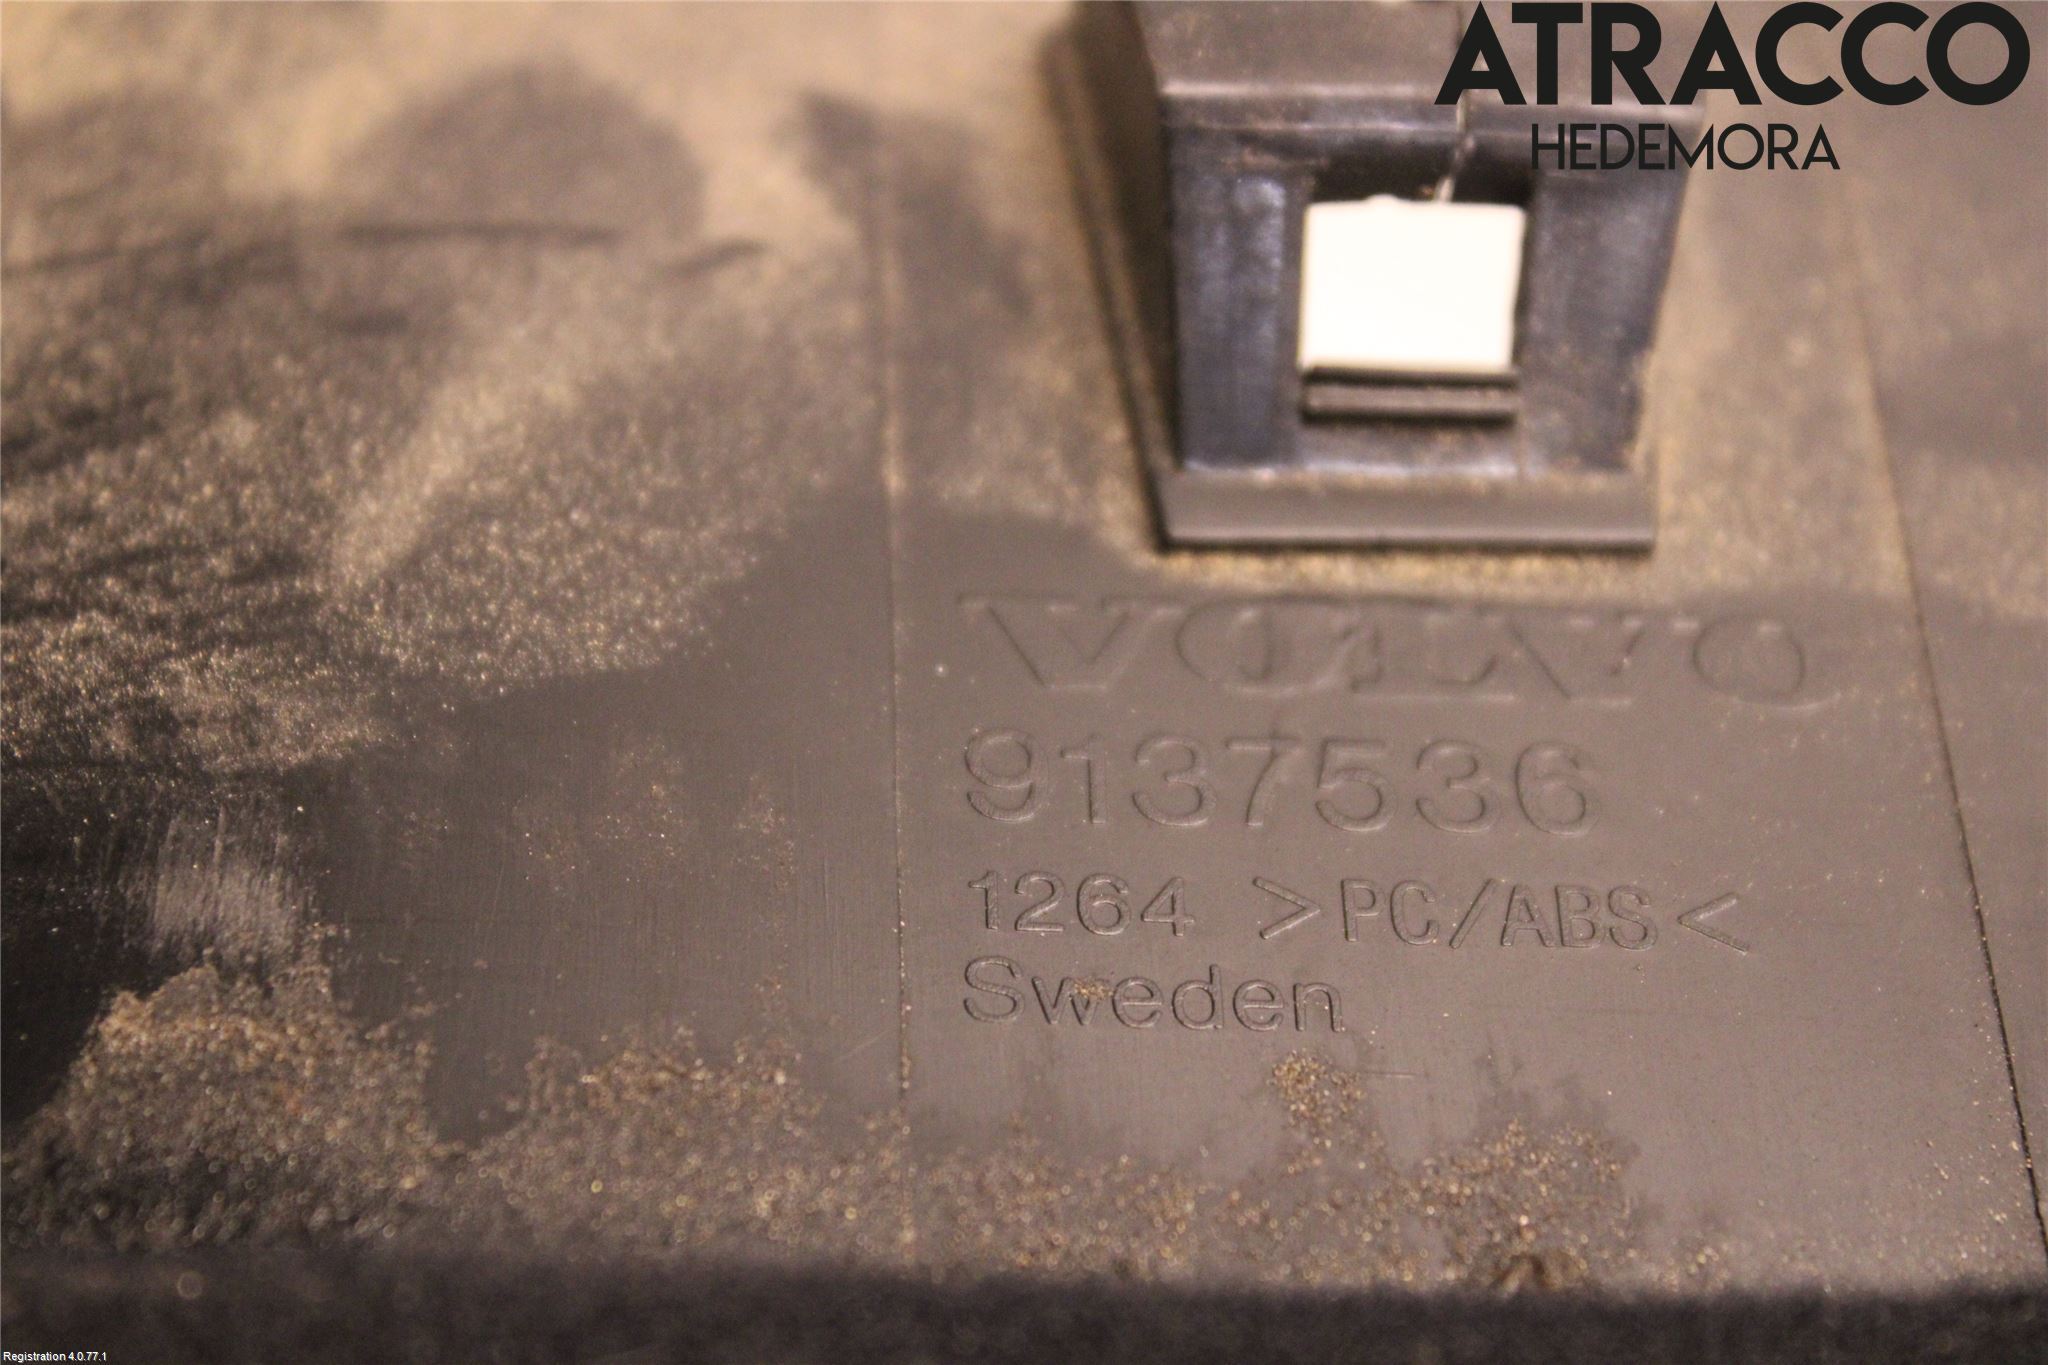 ATRACCO
HEDEMORA
VOLVO
9137536
1264 >PC/ABS<
Sweden
Registration 4.0.77.1